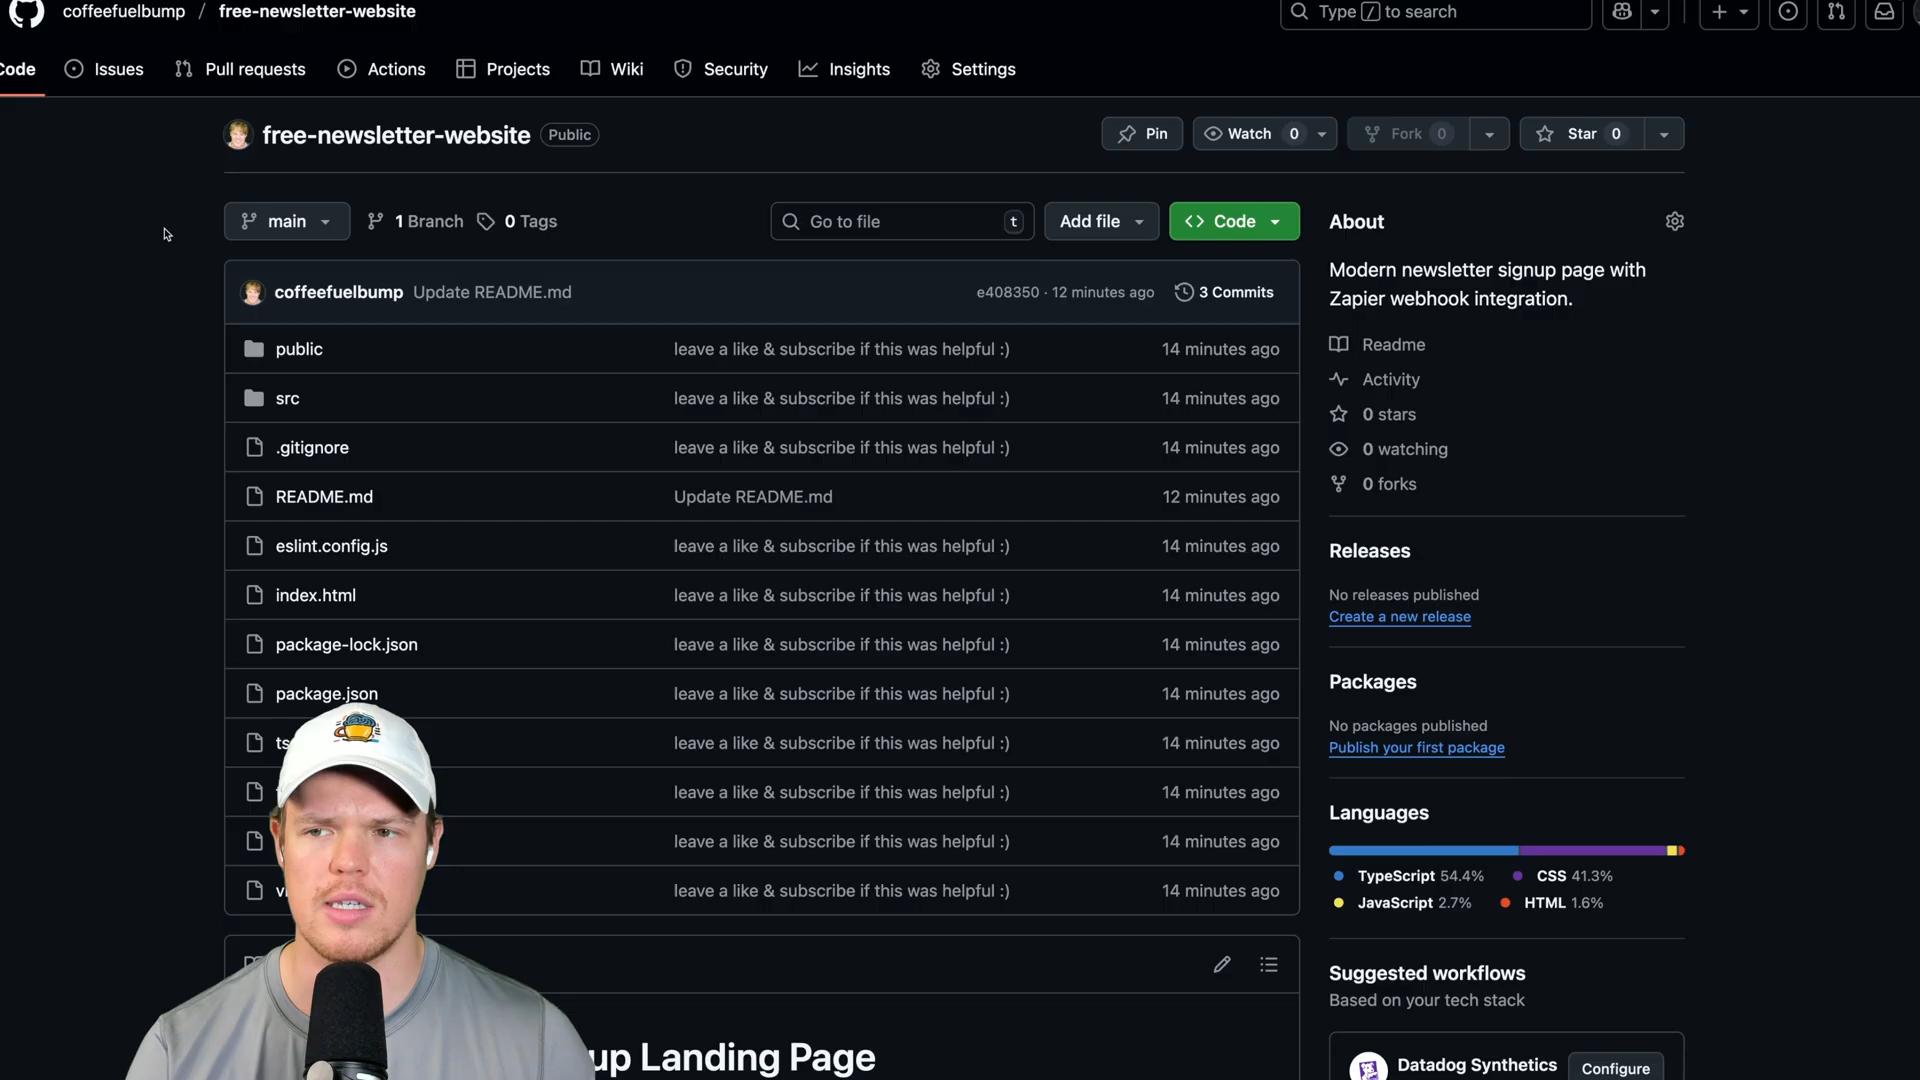 coffeefuelbump / free-newsletter-website
Type / to search
Code Issues Pull requests Actions Projects Wiki Security Insights Settings
free-newsletter-website Public
Pin Watch 0 Fork 0 Star 0
main 1 Branch 0 Tags Go to file t Add file Code
coffeefuelbump Update README.md e408350 · 12 minutes ago 3 Commits
public leave a like & subscribe if this was helpful :) 14 minutes ago
src leave a like & subscribe if this was helpful :) 14 minutes ago
.gitignore leave a like & subscribe if this was helpful :) 14 minutes ago
README.md Update README.md 12 minutes ago
eslint.config.js leave a like & subscribe if this was helpful :) 14 minutes ago
index.html leave a like & subscribe if this was helpful :) 14 minutes ago
package-lock.json leave a like & subscribe if this was helpful :) 14 minutes ago
package.json leave a like & subscribe if this was helpful :) 14 minutes ago
ts leave a like & subscribe if this was helpful :) 14 minutes ago
leave a like & subscribe if this was helpful :) 14 minutes ago
leave a like & subscribe if this was helpful :) 14 minutes ago
vi leave a like & subscribe if this was helpful :) 14 minutes ago
up Landing Page
About
Modern newsletter signup page with
Zapier webhook integration.
Readme
Activity
0 stars
0 watching
0 forks
Releases
No releases published
Create a new release
Packages
No packages published
Publish your first package
Languages
TypeScript 54.4% CSS 41.3%
JavaScript 2.7% HTML 1.6%
Suggested workflows
Based on your tech stack
Datadog Synthetics Configure